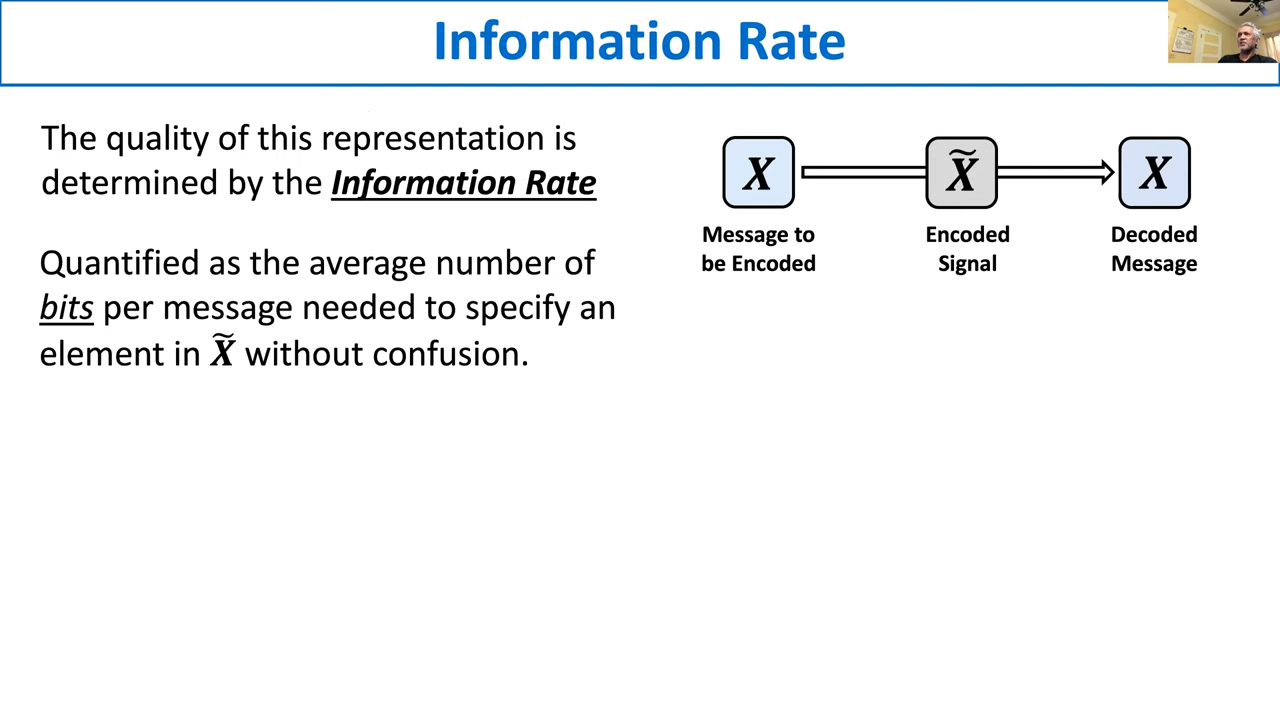 Information Rate
The quality of this representation is
determined by the Information Rate
Quantified as the average number of
bits per message needed to specify an
element in X̃ without confusion.
X
X̃
X
Message to
be Encoded
Encoded
Signal
Decoded
Message